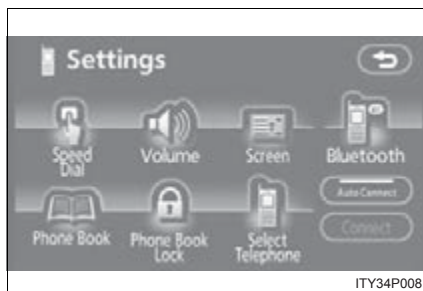 Settings
Speed
Dial
Volume
Screen
Bluetooth
Auto Connect
Phone Book
Phone Book
Lock
Select
Telephone
Connect
ITY34P008